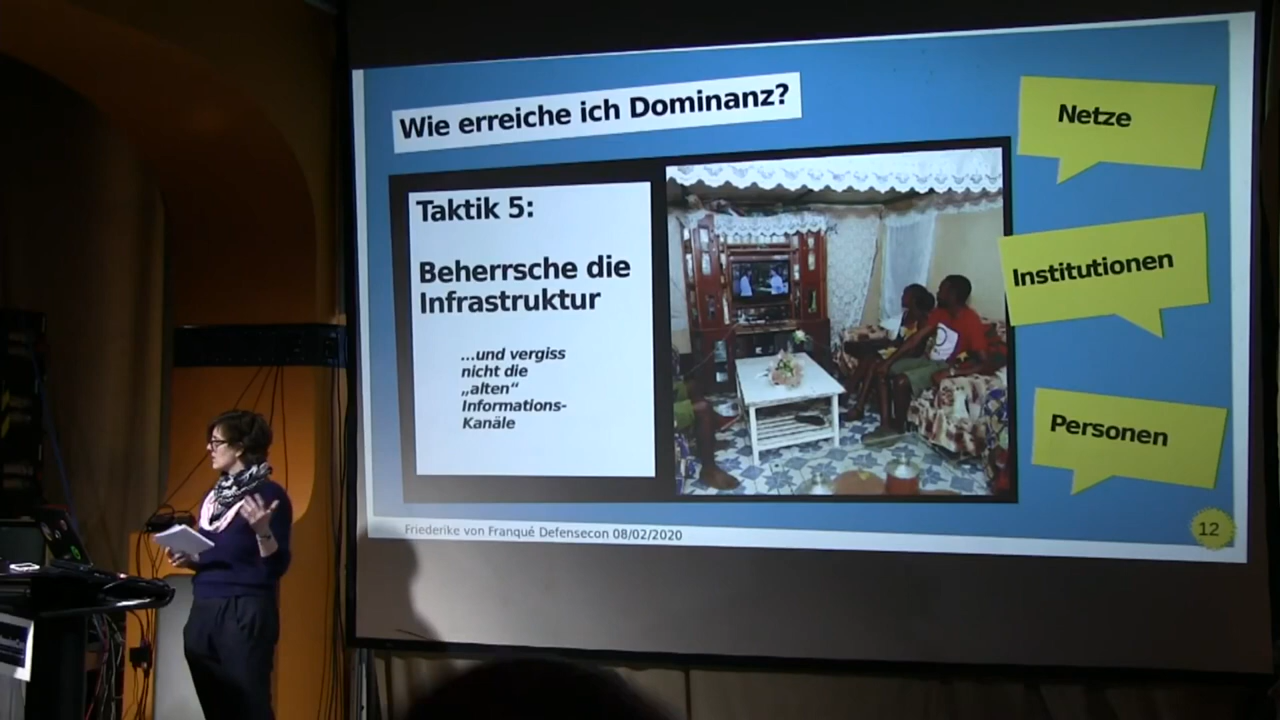 Wie erreiche ich Dominanz?
Taktik 5:
Beherrsche die
Infrastruktur
...und vergiss
nicht die
„alten“
Informations-
Kanäle
Netze
Institutionen
Personen
Friederike von Franqué Defensecon 08/02/2020
12